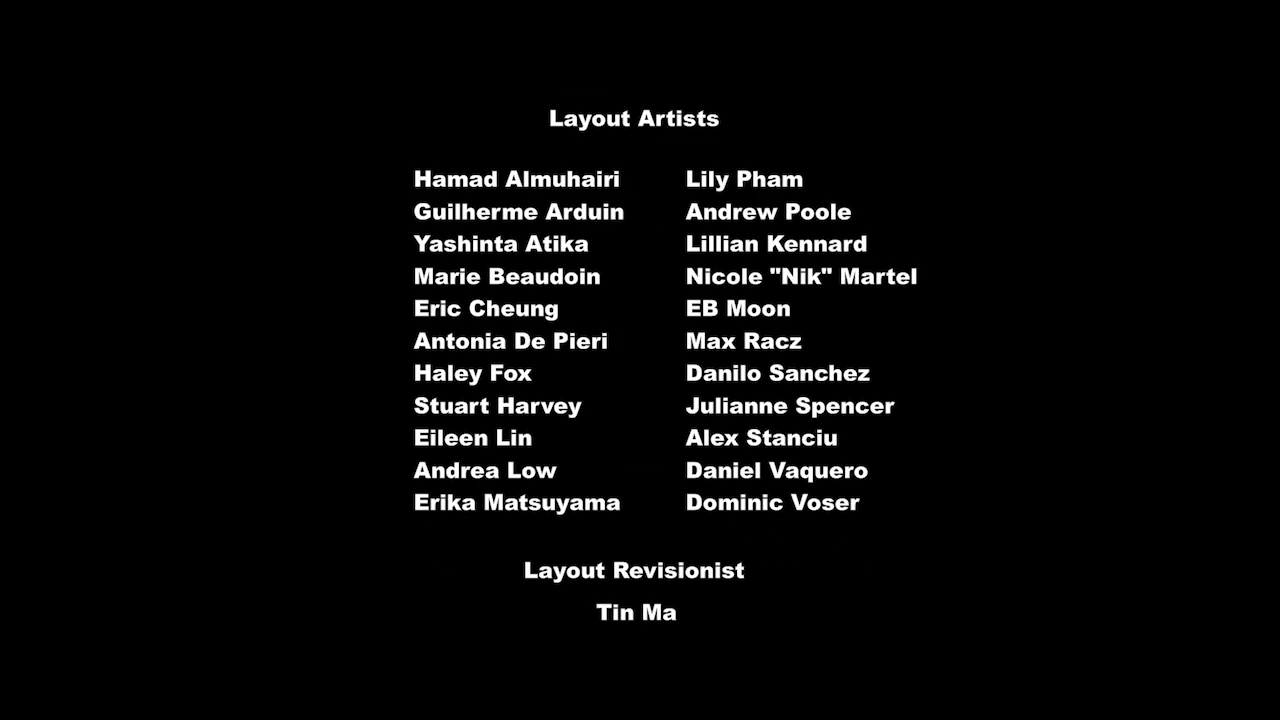 Layout Artists
Hamad Almuhairi
Guilherme Arduin
Yashinta Atika
Marie Beaudoin
Eric Cheung
Antonia De Pieri
Haley Fox
Stuart Harvey
Eileen Lin
Andrea Low
Erika Matsuyama
Lily Pham
Andrew Poole
Lillian Kennard
Nicole "Nik" Martel
EB Moon
Max Racz
Danilo Sanchez
Julianne Spencer
Alex Stanciu
Daniel Vaquero
Dominic Voser
Layout Revisionist
Tin Ma